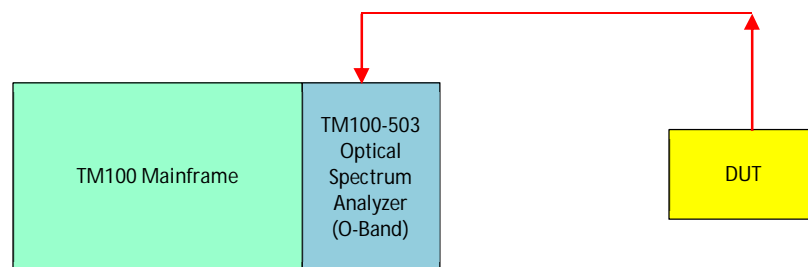 TM100 Mainframe
TM100-503
Optical
Spectrum
Analyzer
(O-Band)
DUT